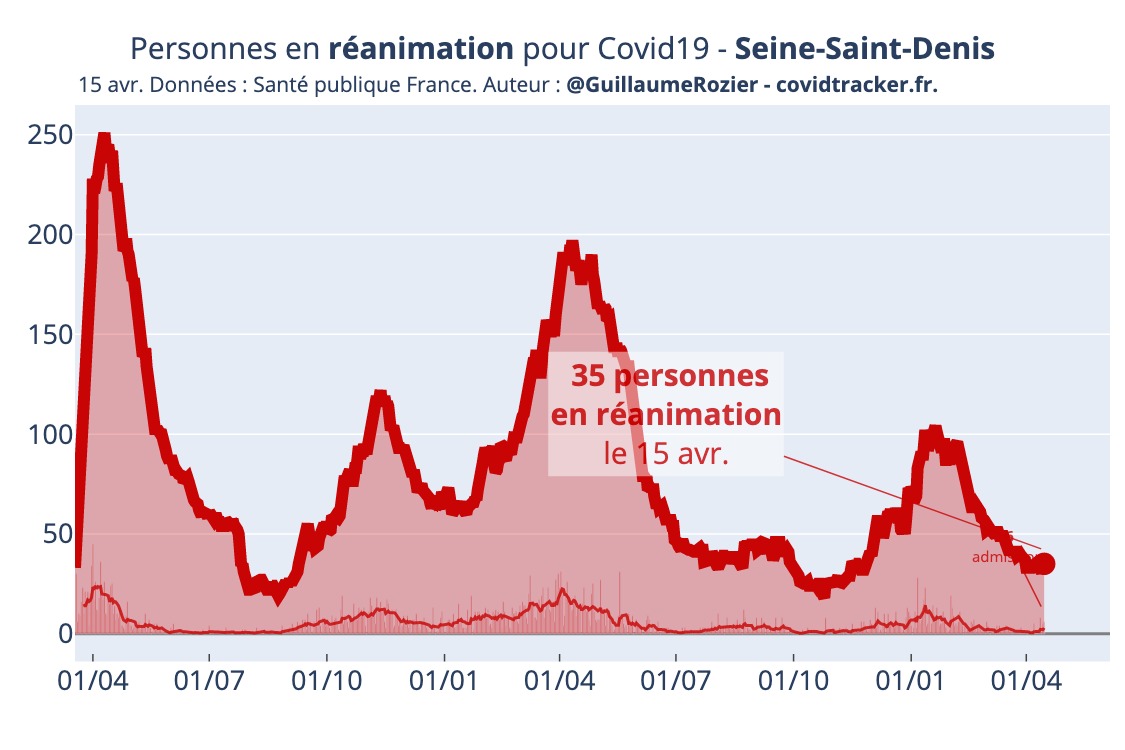 Personnes en réanimation pour Covid19 - Seine-Saint-Denis
15 avr. Données : Santé publique France. Auteur : @GuillaumeRozier - covidtracker.fr.
250
200
150
100
50
0
35 personnes
en réanimation
le 15 avr.
01/04 01/07 01/10 01/01 01/04 01/07 01/10 01/01 01/04